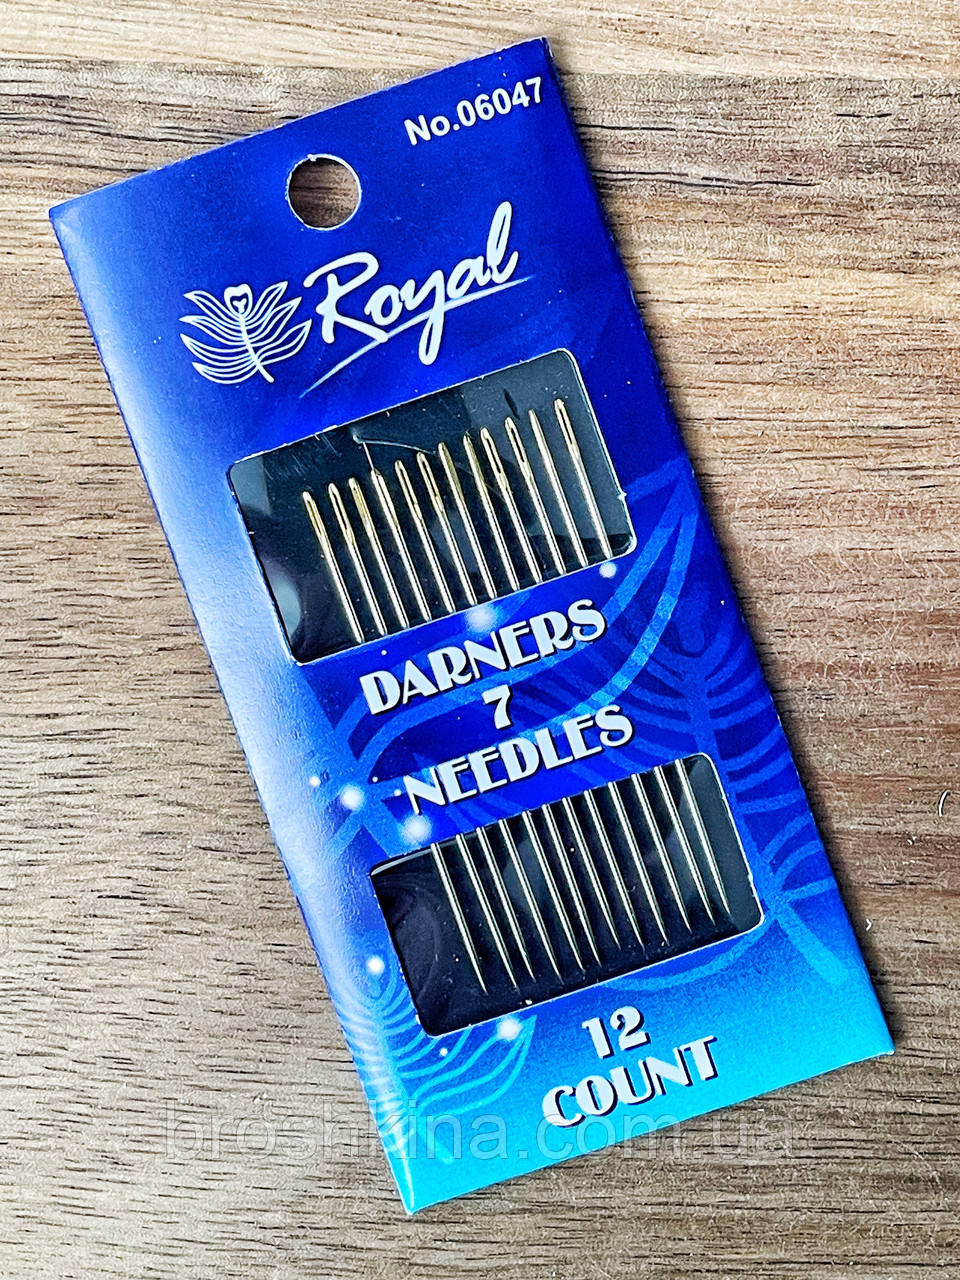 No.06047
Royal
DARNERS
7
NEEDLES
12
COUNT
broshkina.com.ua